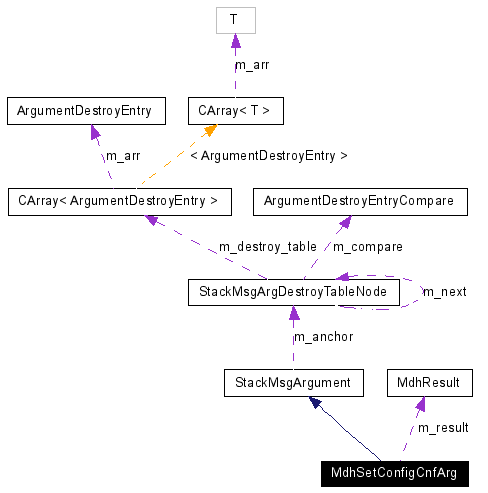 T
m_arr
ArgumentDestroyEntry
CArray< T >
m_arr
< ArgumentDestroyEntry >
CArray< ArgumentDestroyEntry >
ArgumentDestroyEntryCompare
m_destroy_table
m_compare
StackMsgArgDestroyTableNode
m_next
m_anchor
StackMsgArgument
MdhResult
m_result
MdhSetConfigCnfArg